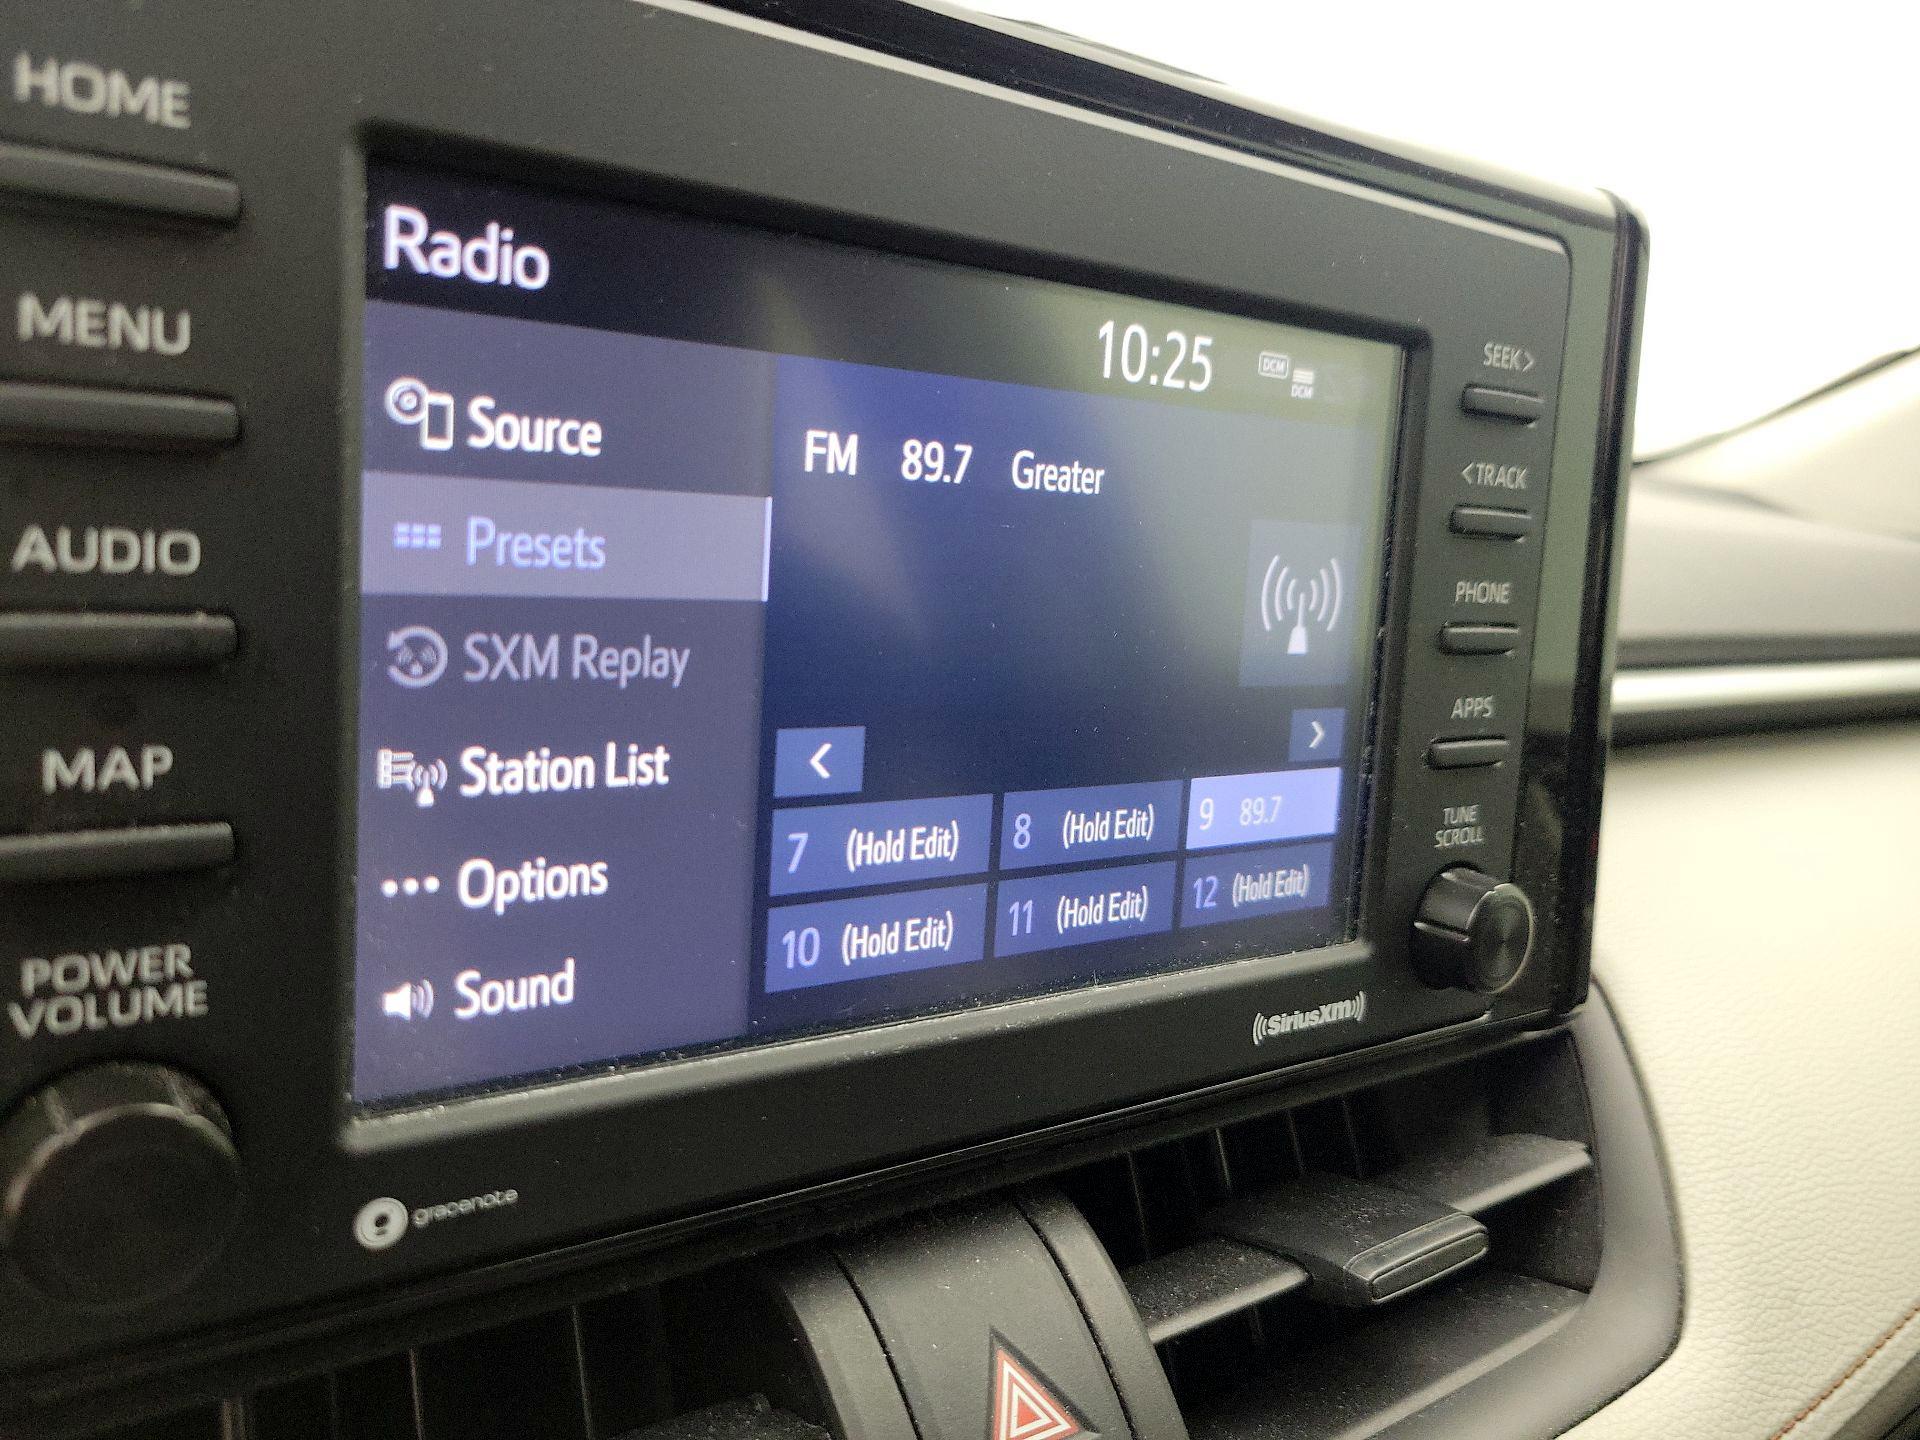 HOME
MENU
AUDIO
MAP
POWER
VOLUME
Radio
10:25
DCM
DCM
Source
Presets
SXM Replay
Station List
Options
Sound
FM 89.7 Greater
<
>
7 (Hold Edit) 8 (Hold Edit) 9 89.7
10 (Hold Edit) 11 (Hold Edit) 12 (Hold Edit)
SEEK>
<TRACK
PHONE
APPS
TUNE
SCROLL
((SiriusXM))
gracenote